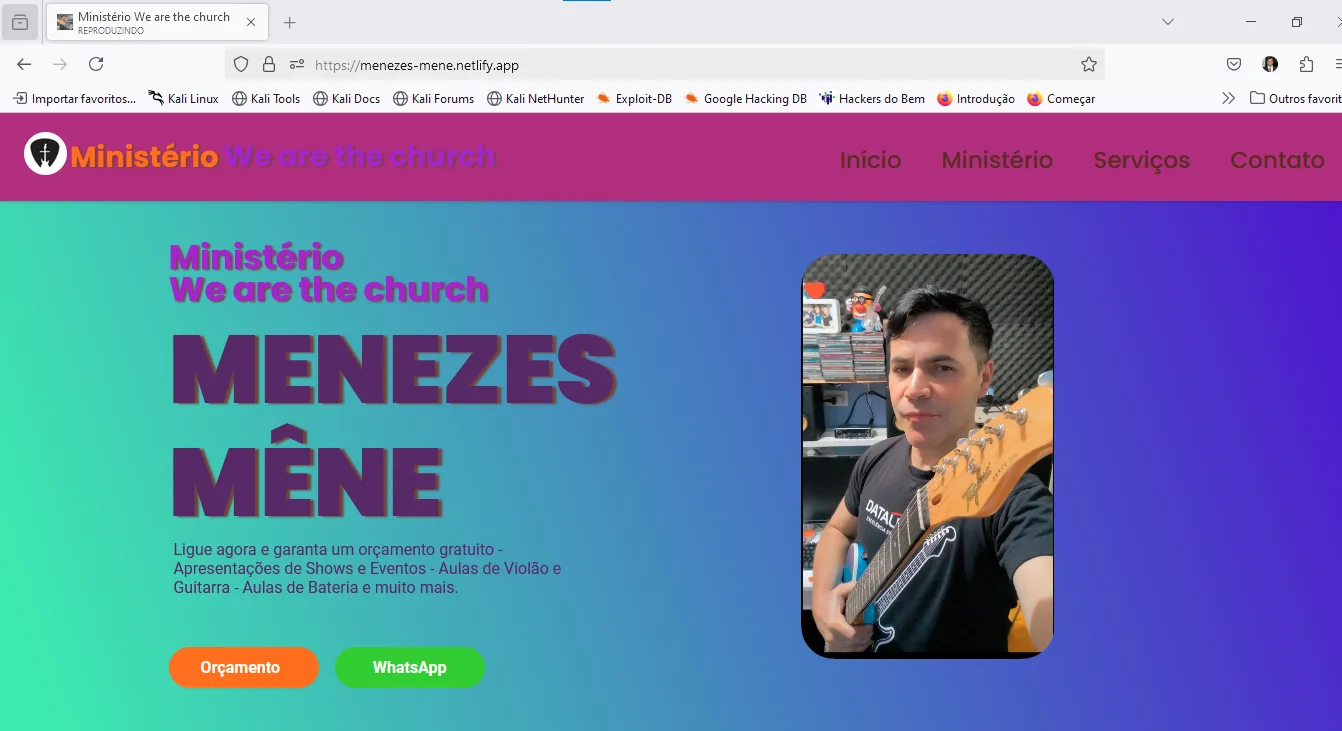 Ministério We are the church
REPRODUZINDO
https://menezes-mene.netlify.app
Importar favoritos... Kali Linux Kali Tools Kali Docs Kali Forums Kali NetHunter Exploit-DB Google Hacking DB Hackers do Bem Introdução Começar Outros favorit
Ministério We are the church Início Ministério Serviços Contato
Ministério
We are the church
MENEZES
MÊNE
Ligue agora e garanta um orçamento gratuito -
Apresentações de Shows e Eventos - Aulas de Violão e
Guitarra - Aulas de Bateria e muito mais.
Orçamento WhatsApp